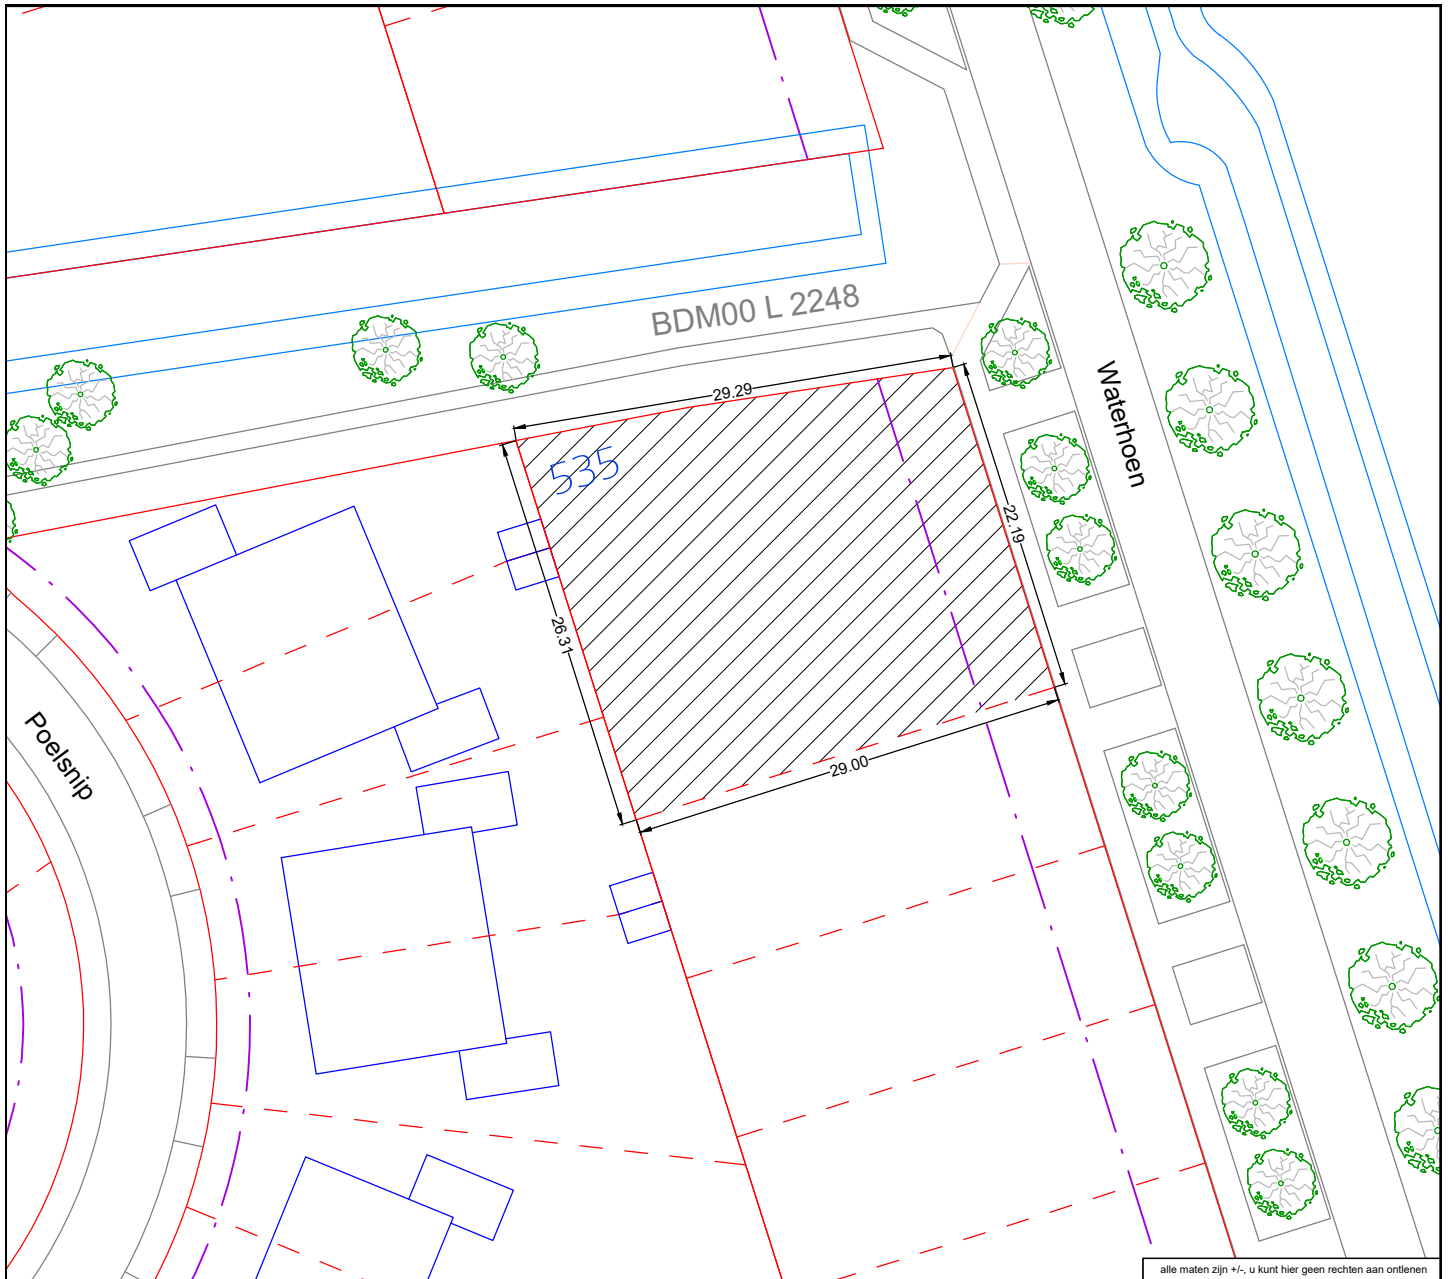 BDM00 L 2248
Waterhoen
29.29
535
22.19
26.31
Poelsnip
29.00
alle maten zijn +/-, u kunt hier geen rechten aan ontlenen